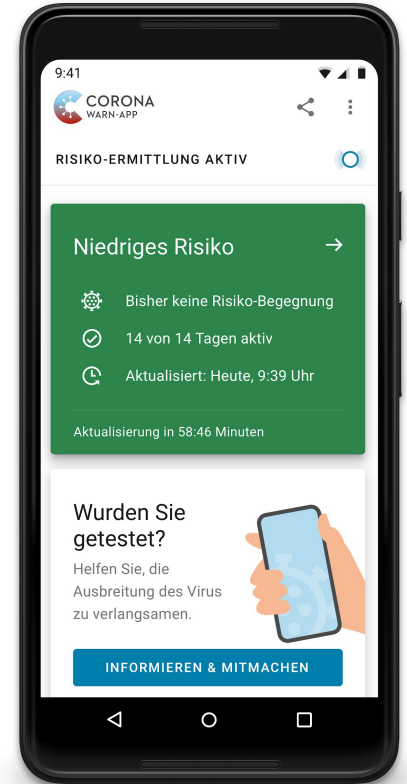 9:41
CORONA
WARN-APP
RISIKO-ERMITTLUNG AKTIV
Niedriges Risiko
Bisher keine Risiko-Begegnung
14 von 14 Tagen aktiv
Aktualisiert: Heute, 9:39 Uhr
Aktualisierung in 58:46 Minuten
Wurden Sie
getestet?
Helfen Sie, die
Ausbreitung des Virus
zu verlangsamen.
INFORMIEREN & MITMACHEN